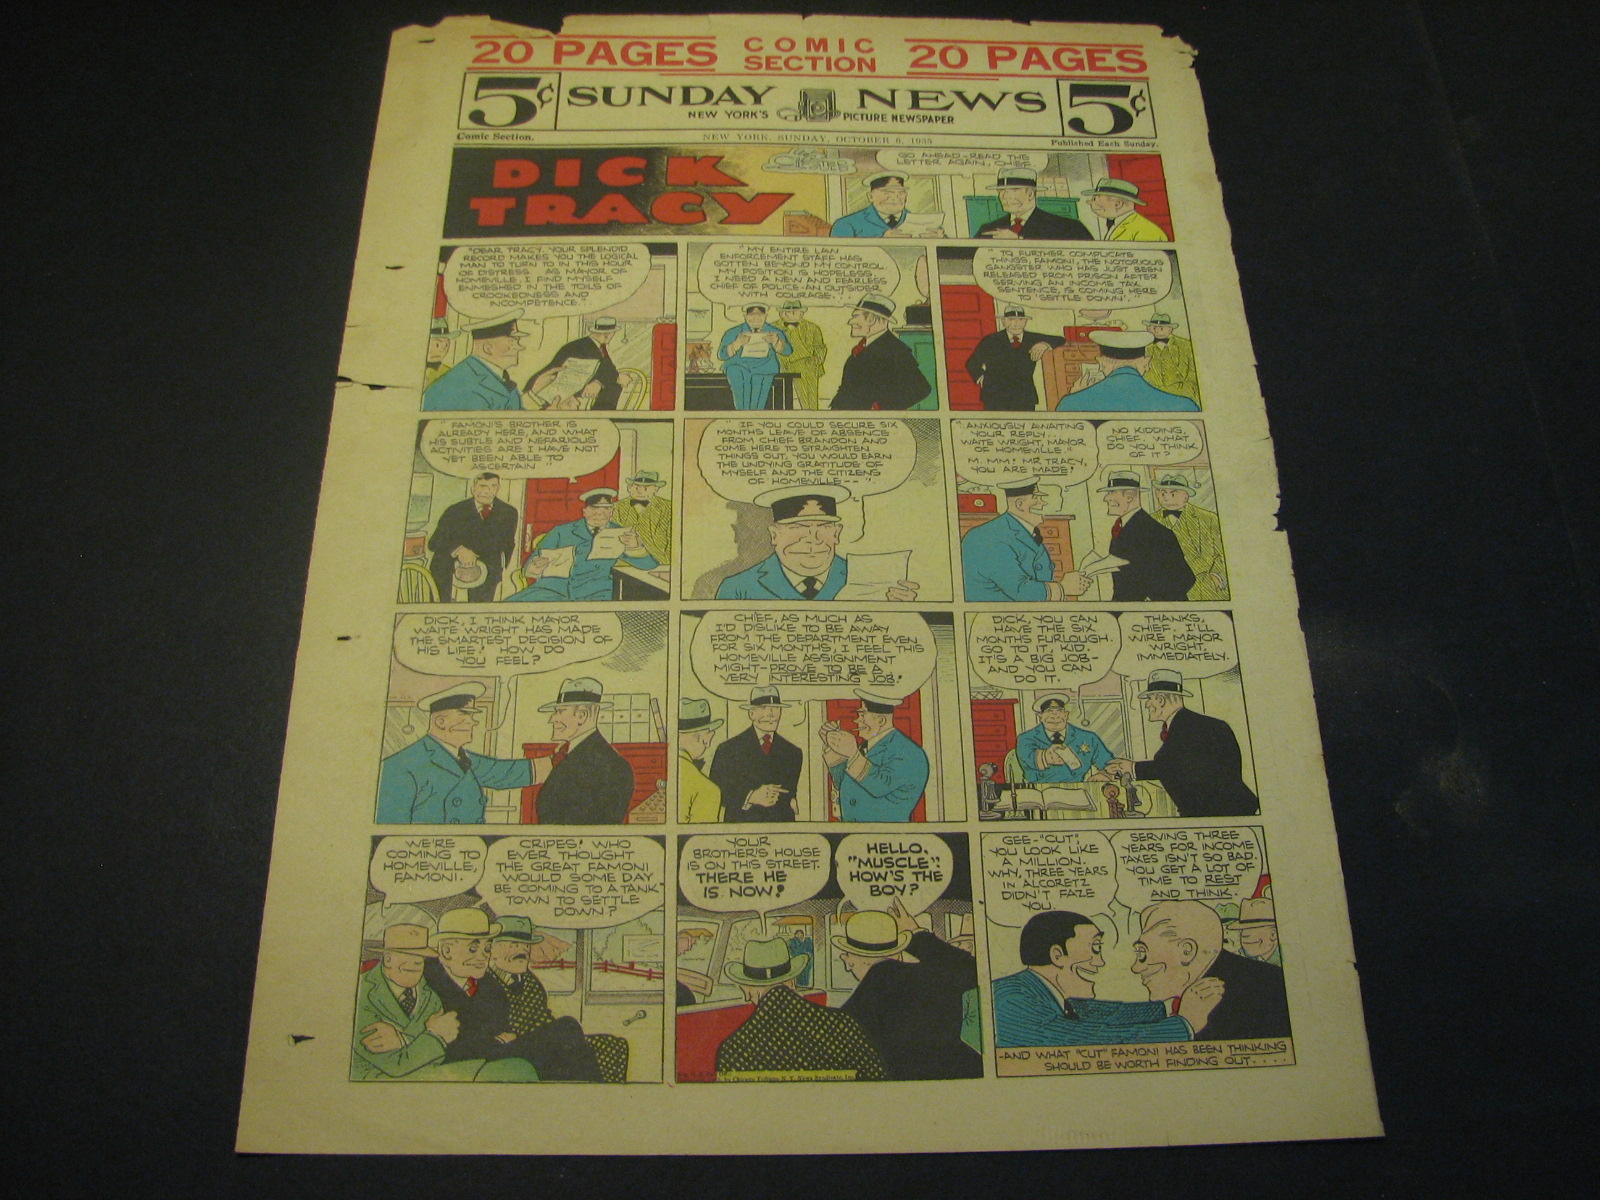 20 PAGES COMIC SECTION 20 PAGES
5¢ SUNDAY NEWS 5¢
NEW YORK'S PICTURE NEWSPAPER
Comic Section.
NEW YORK, SUNDAY, OCTOBER 6, 1935
Published Each Sunday.
DICK
TRACY
GO AHEAD-READ THE
LETTER AGAIN, CHIEF.
"DEAR TRACY, YOUR SPLENDID
RECORD MAKES YOU THE LOGICAL
MAN TO TURN TO IN THIS HOUR
OF DISTRESS. AS MAYOR OF
HOMEVILLE, I FIND MYSELF
ENMESHED IN THE TOILS OF
CROOKEDNESS AND
INCOMPETENCE."
"MY ENTIRE LAW
ENFORCEMENT STAFF HAS
GOTTEN BEYOND MY CONTROL.
MY POSITION IS HOPELESS.
I NEED A NEW AND FEARLESS
CHIEF OF POLICE-AN OUTSIDER
WITH COURAGE. . .
"TO FURTHER COMPLICATE
THINGS, FAMONI, THE NOTORIOUS
GANGSTER WHO HAS JUST BEEN
RELEASED FROM PRISON AFTER
SERVING AN INCOME TAX
SENTENCE, IS COMING HERE
TO 'SETTLE DOWN'."
"FAMONI'S BROTHER IS
ALREADY HERE, AND WHAT
HIS SUBTLE AND NEFARIOUS
ACTIVITIES ARE I HAVE NOT
YET BEEN ABLE TO
ASCERTAIN."
"IF YOU COULD SECURE SIX
MONTHS LEAVE OF ABSENCE
FROM CHIEF BRANDON AND
COME HERE TO STRAIGHTEN
THINGS OUT, YOU WOULD EARN
THE UNDYING GRATITUDE OF
MYSELF AND THE CITIZENS
OF HOMEVILLE--".
"ANXIOUSLY AWAITING
YOUR REPLY...
WAITE WRIGHT, MAYOR
OF HOMEVILLE."
M.MM! MR. TRACY,
YOU ARE MADE!
NO KIDDING,
CHIEF. WHAT
DO YOU THINK
OF IT?
DICK, I THINK MAYOR
WAITE WRIGHT HAS MADE
THE SMARTEST DECISION OF
HIS LIFE! HOW DO
YOU FEEL?
CHIEF, AS MUCH AS
I'D DISLIKE TO BE AWAY
FROM THE DEPARTMENT EVEN
FOR SIX MONTHS, I FEEL THIS
HOMEVILLE ASSIGNMENT
MIGHT-PROVE TO BE A
VERY INTERESTING JOB!
DICK, YOU CAN
HAVE THE SIX
MONTHS FURLOUGH.
GO TO IT, KID.
IT'S A BIG JOB-
AND YOU CAN
DO IT.
THANKS,
CHIEF. I'LL
WIRE MAYOR
WRIGHT,
IMMEDIATELY.
WE'RE
COMING TO
HOMEVILLE,
FAMONI.
CRIPES! WHO
EVER THOUGHT
THE GREAT FAMONI
WOULD SOME DAY
BE COMING TO A TANK
TOWN TO SETTLE
DOWN?
YOUR
BROTHER'S HOUSE
IS ON THIS STREET.
THERE HE
IS NOW!
HELLO,
"MUSCLE".
HOW'S THE
BOY?
by Chicago Tribune N. Y. News Syndicate, Inc.
GEE-"CUT".
YOU LOOK LIKE
A MILLION.
WHY, THREE YEARS
IN ALCORETZ
DIDN'T FAZE
YOU.
SERVING THREE
YEARS FOR INCOME
TAXES ISN'T SO BAD.
YOU GET A LOT OF
TIME TO REST
AND THINK.
-AND WHAT "CUT" FAMONI HAS BEEN THINKING
SHOULD BE WORTH FINDING OUT....